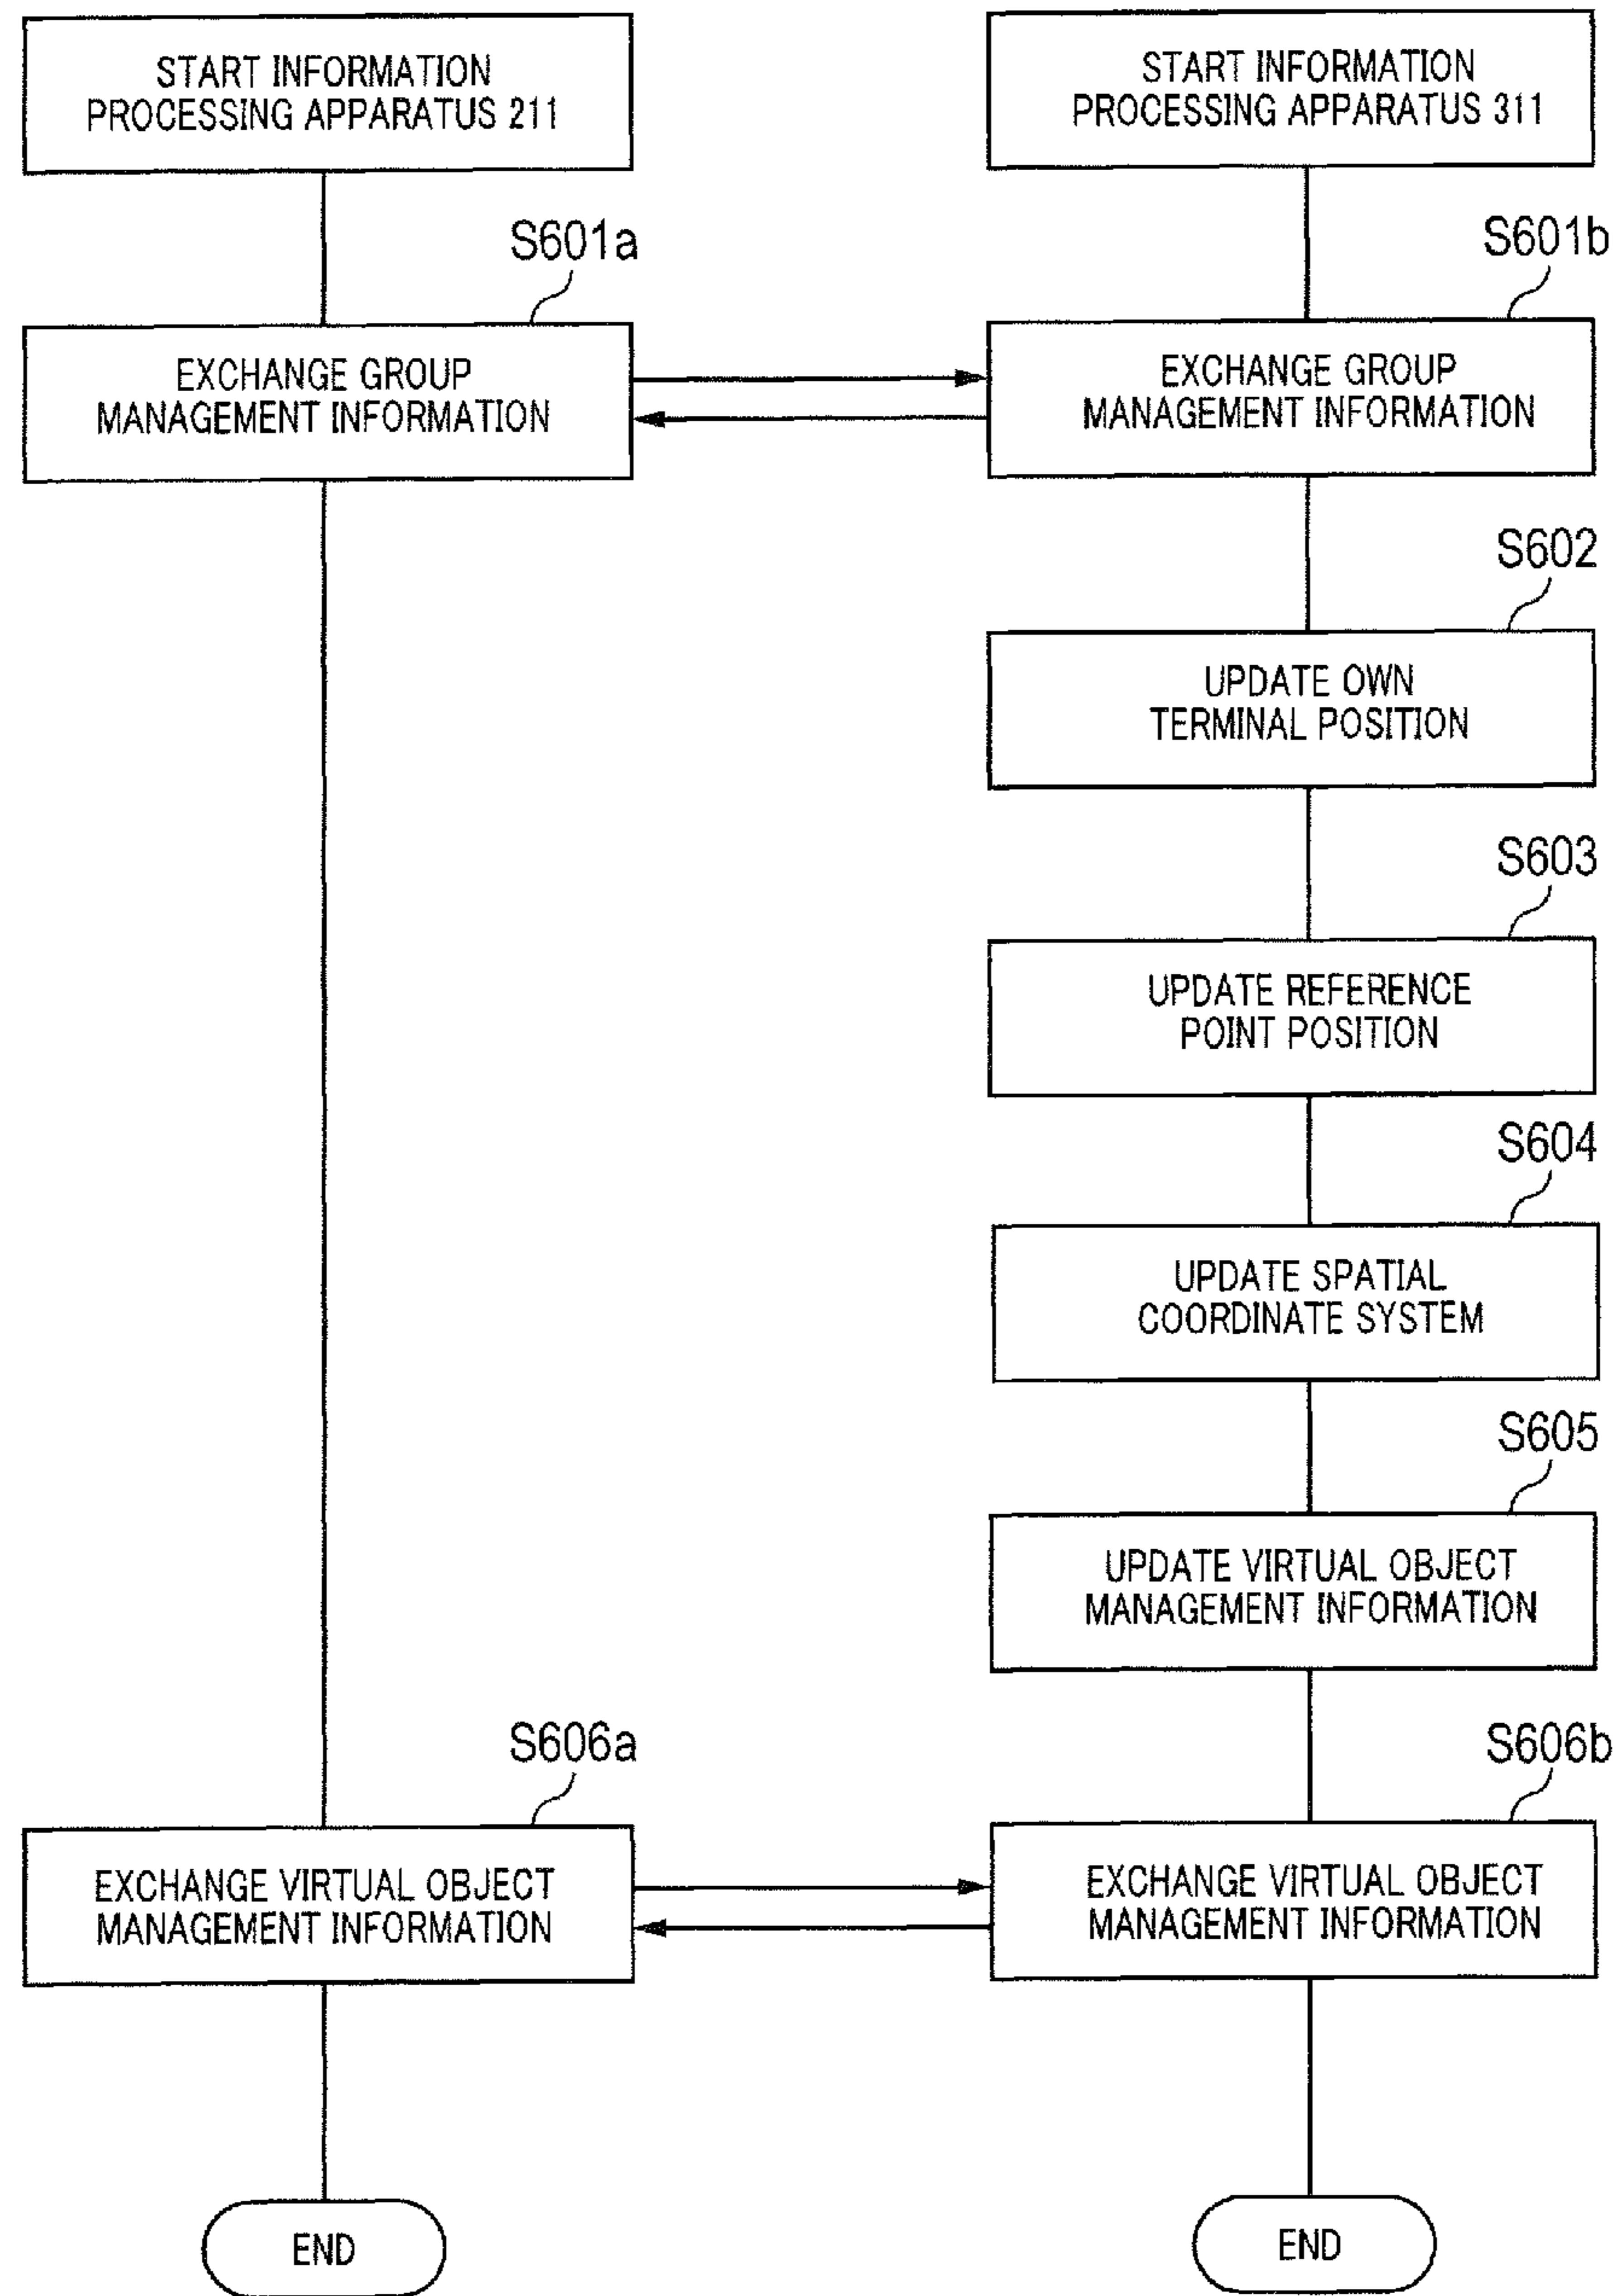 START INFORMATION
PROCESSING APPARATUS 211
START INFORMATION
PROCESSING APPARATUS 311
S601a
S601b
EXCHANGE GROUP
MANAGEMENT INFORMATION
EXCHANGE GROUP
MANAGEMENT INFORMATION
S602
UPDATE OWN
TERMINAL POSITION
S603
UPDATE REFERENCE
POINT POSITION
S604
UPDATE SPATIAL
COORDINATE SYSTEM
S605
UPDATE VIRTUAL OBJECT
MANAGEMENT INFORMATION
S606a
S606b
EXCHANGE VIRTUAL OBJECT
MANAGEMENT INFORMATION
EXCHANGE VIRTUAL OBJECT
MANAGEMENT INFORMATION
END
END